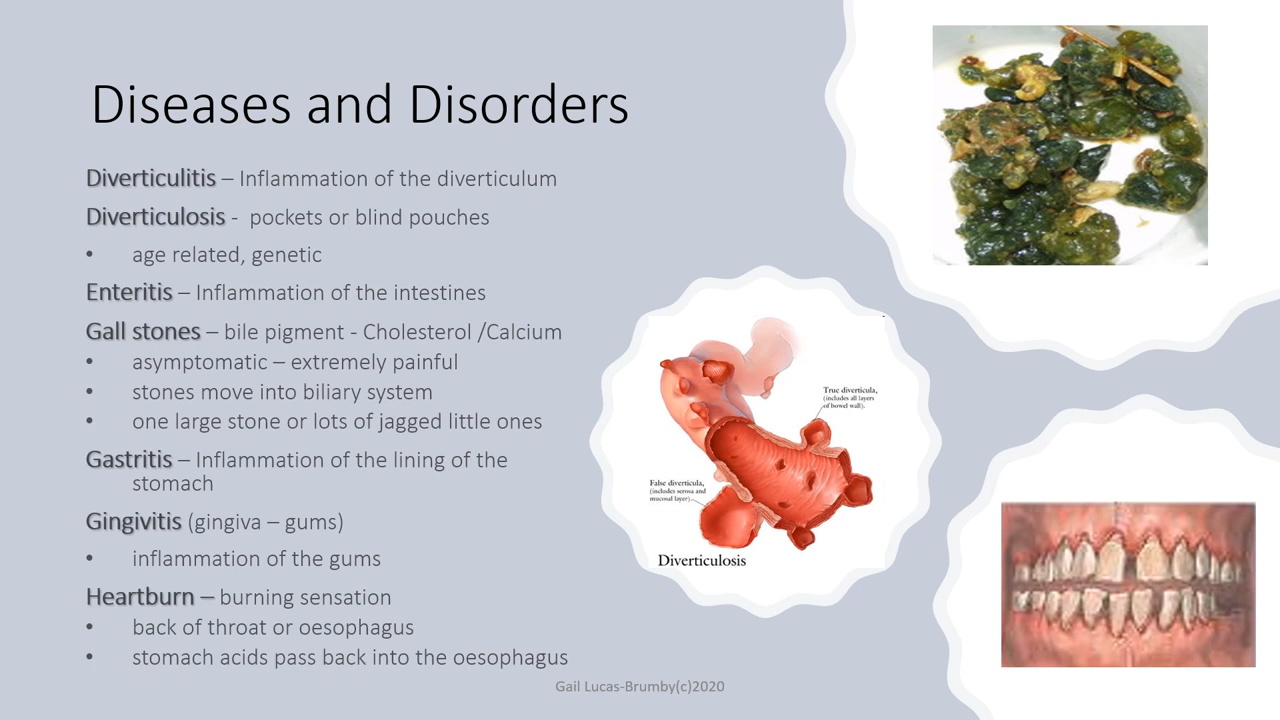 Diseases and Disorders
Diverticulitis – Inflammation of the diverticulum
Diverticulosis - pockets or blind pouches
• age related, genetic
Enteritis – Inflammation of the intestines
Gall stones – bile pigment - Cholesterol /Calcium
• asymptomatic – extremely painful
• stones move into biliary system
• one large stone or lots of jagged little ones
Gastritis – Inflammation of the lining of the
stomach
Gingivitis (gingiva – gums)
• inflammation of the gums
Heartburn – burning sensation
• back of throat or oesophagus
• stomach acids pass back into the oesophagus
True diverticula,
(includes all layers
of bowel wall).
False diverticula,
(includes serosa and
mucosal layer).
Diverticulosis
Gail Lucas-Brumby(c)2020